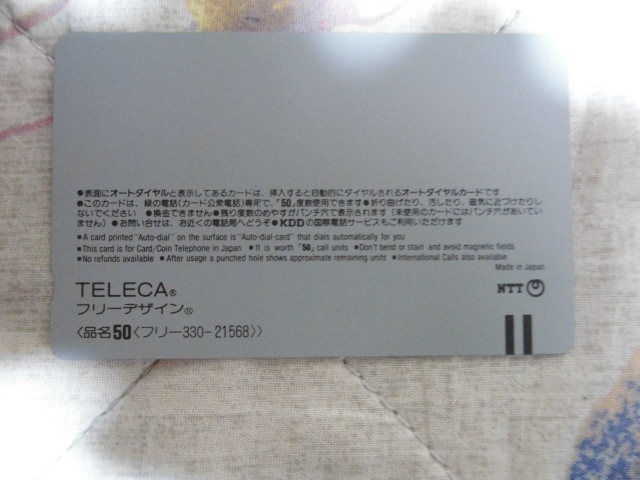 ●表面にオートダイヤルと表示してあるカードは、挿入すると自動的にダイヤルされるオートダイヤルカードです
●このカードは、緑の電話(カード公衆電話)専用で、「50」度数使用できます●折り曲げたり、汚したり、磁気に近づけたりし
ないでください ●換金できません●残り度数のめやすがパンチ穴で表示されます(未使用のカードにはパンチ穴があいてい
ません) ●お問い合せは、お近くの電話局へどうぞ●KDDの国際電話サービスもご利用いただけます
■A card printed "Auto-dial" on the surface is "Auto-dial-card" that dials automatically for you
■This card is for Card/Coin Telephone in Japan ■It is worth「50」call units ■Don't bend or stain and avoid magnetic fields
■No refunds available ■After usage a punched hole shows approximate remaining units ■International Calls also available
Made in Japan
TELECA®
NTT
フリーデザイン®
〈品名50〈フリー330-21568〉〉